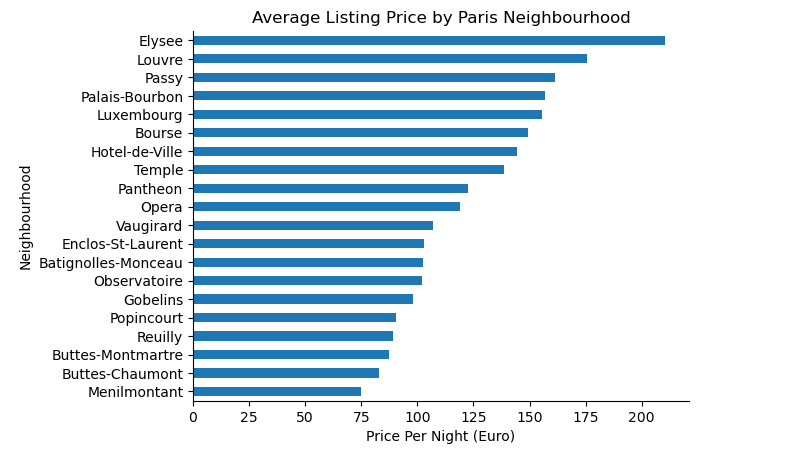 Average Listing Price by Paris Neighbourhood
Elysee
Louvre
Passy
Palais-Bourbon
Luxembourg
Bourse
Hotel-de-Ville
Temple
Pantheon
Opera
Vaugirard
Enclos-St-Laurent
Batignolles-Monceau
Observatoire
Gobelins
Popincourt
Reuilly
Buttes-Montmartre
Buttes-Chaumont
Menilmontant
Neighbourhood
0 25 50 75 100 125 150 175 200
Price Per Night (Euro)